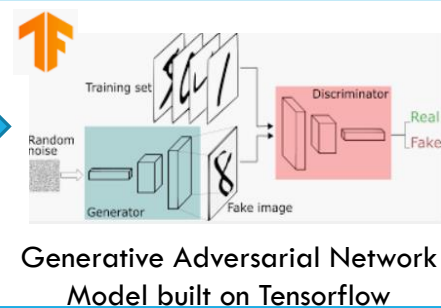 Training set
Discriminator
Real
Fake
Random
noise
Generator
Fake image
Generative Adversarial Network
Model built on Tensorflow